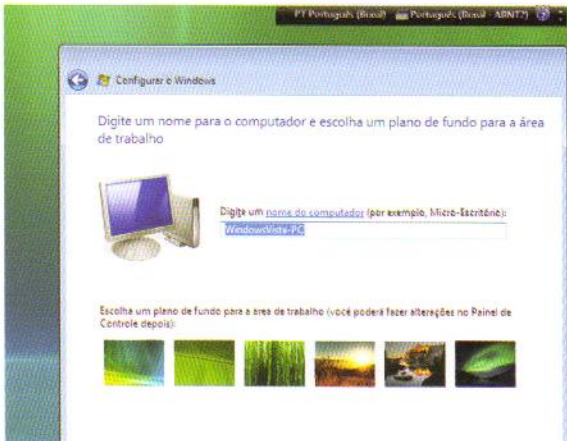 PT Português (Brasil) Português (Brasil - ABNT2)
Configurar o Windows
Digite um nome para o computador e escolha um plano de fundo para a área
de trabalho
Digite um nome do computador (por exemplo, Micro-Escritório):
WindowsVista-PC
Escolha um plano de fundo para a área de trabalho (você poderá fazer alterações no Painel de
Controle depois):